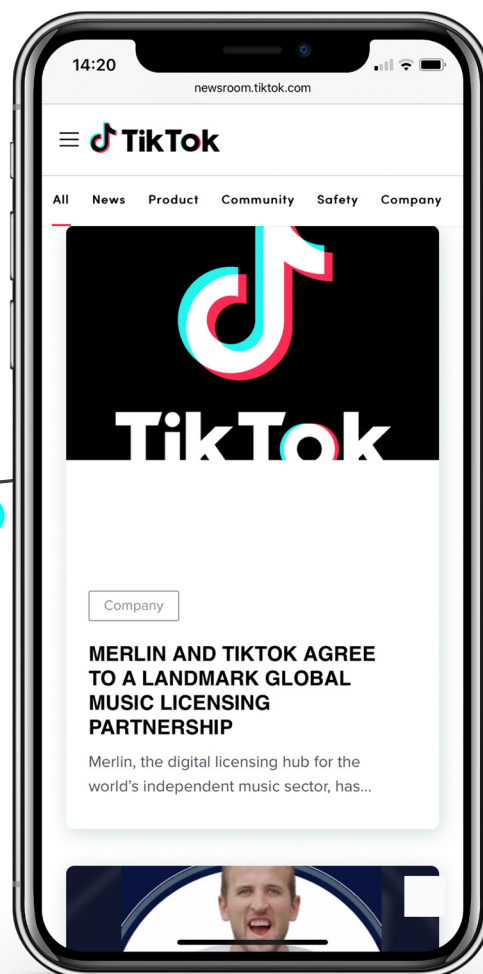 14:20
newsroom.tiktok.com
TikTok
All News Product Community Safety Company
TikTok
Company
MERLIN AND TIKTOK AGREE
TO A LANDMARK GLOBAL
MUSIC LICENSING
PARTNERSHIP
Merlin, the digital licensing hub for the
world's independent music sector, has...